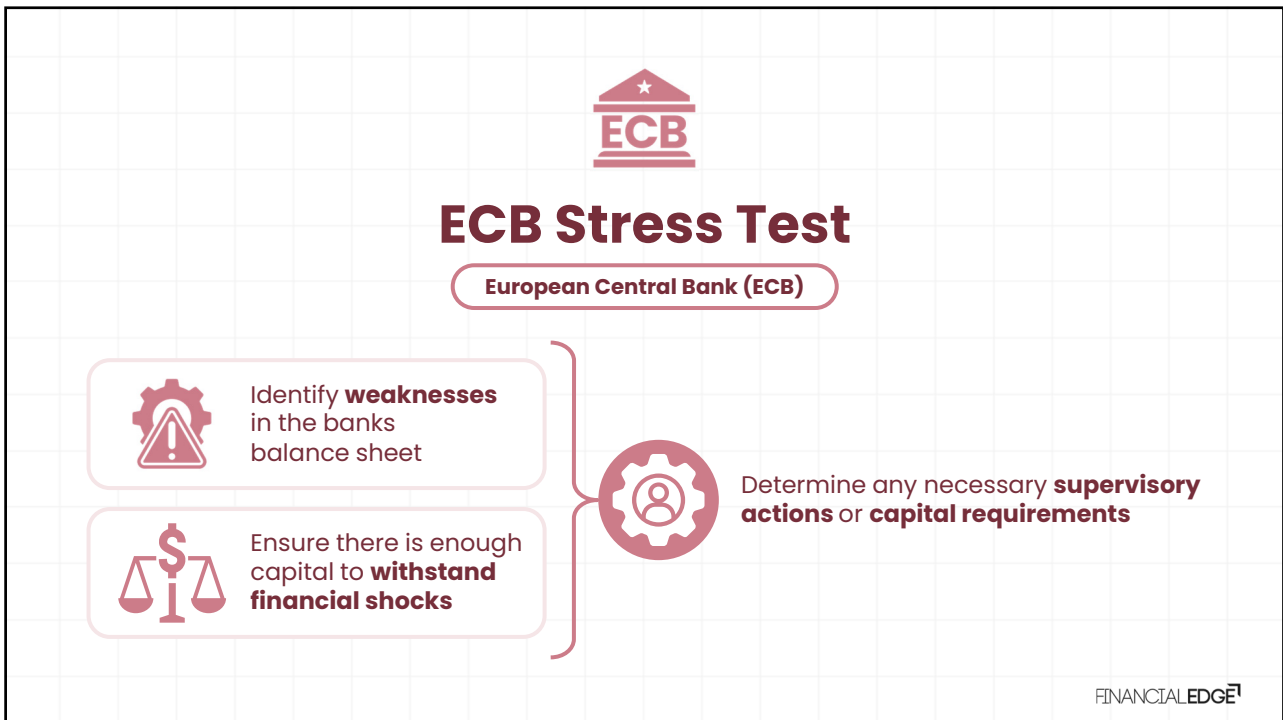 ECB
ECB Stress Test
European Central Bank (ECB)
Identify weaknesses
in the banks
balance sheet
Ensure there is enough
capital to withstand
financial shocks
Determine any necessary supervisory
actions or capital requirements
FINANCIALEDGE